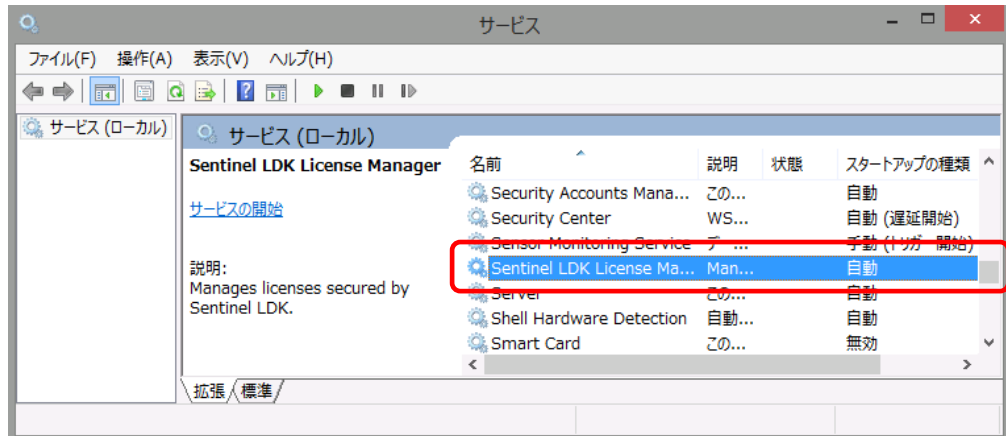 サービス
ファイル(F) 操作(A) 表示(V) ヘルプ(H)
サービス (ローカル)
サービス (ローカル)
Sentinel LDK License Manager
サービスの開始
説明:
Manages licenses secured by
Sentinel LDK.
名前 説明 状態 スタートアップの種類
Security Accounts Mana... この... 自動
Security Center WS... 自動 (遅延開始)
Sensor Monitoring Service デ ... 手動 (トリガー開始)
Sentinel LDK License Ma... Man... 自動
Server この... 自動
Shell Hardware Detection 自動... 自動
Smart Card この... 無効
拡張 標準